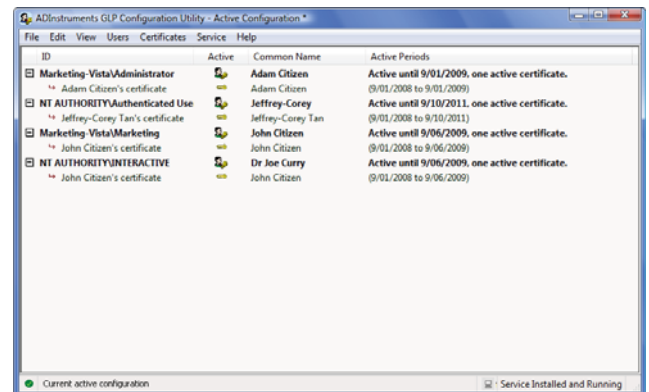 ADInstruments GLP Configuration Utility - Active Configuration *
File Edit View Users Certificates Service Help
ID Active Common Name Active Periods
Marketing-Vista\Administrator Adam Citizen Active until 9/01/2009, one active certificate.
Adam Citizen's certificate Adam Citizen (9/01/2008 to 9/01/2009)
NT AUTHORITY\Authenticated Use Jeffrey-Corey Active until 9/10/2011, one active certificate.
Jeffrey-Corey Tan's certificate Jeffrey-Corey Tan (9/01/2008 to 9/10/2011)
Marketing-Vista\Marketing John Citizen Active until 9/06/2009, one active certificate.
John Citizen's certificate John Citizen (9/01/2008 to 9/06/2009)
NT AUTHORITY\INTERACTIVE Dr Joe Curry Active until 9/06/2009, one active certificate.
John Citizen's certificate John Citizen (9/01/2008 to 9/06/2009)
Current active configuration Service Installed and Running